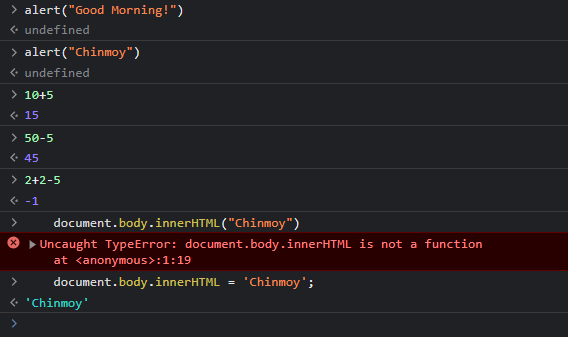 alert("Good Morning!")
undefined
alert("Chinmoy")
undefined
10+5
15
50-5
45
2+2-5
-1
document.body.innerHTML("Chinmoy")
Uncaught TypeError: document.body.innerHTML is not a function
at <anonymous>:1:19
document.body.innerHTML = 'Chinmoy';
'Chinmoy'